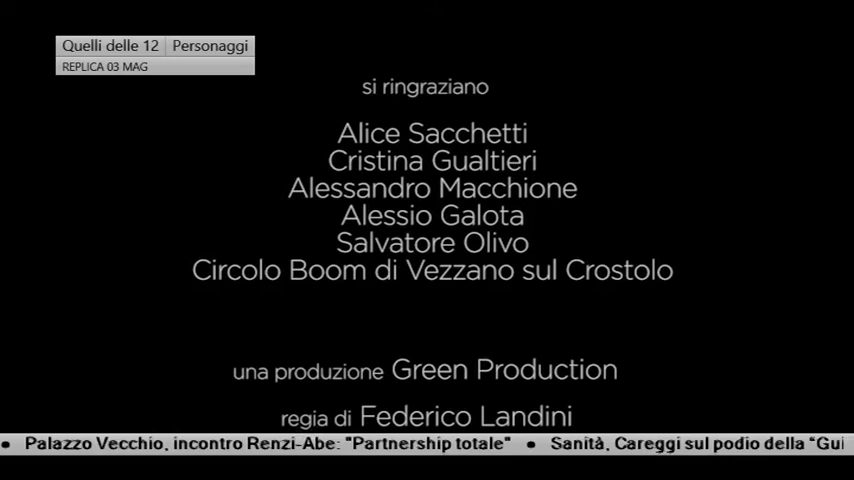 Quelli delle 12 Personaggi
REPLICA 03 MAG
si ringraziano
Alice Sacchetti
Cristina Gualtieri
Alessandro Macchione
Alessio Galota
Salvatore Olivo
Circolo Boom di Vezzano sul Crostolo
una produzione Green Production
regia di Federico Landini
• Palazzo Vecchio, incontro Renzi-Abe: "Partnership totale" • Sanità, Careggi sul podio della “Gui